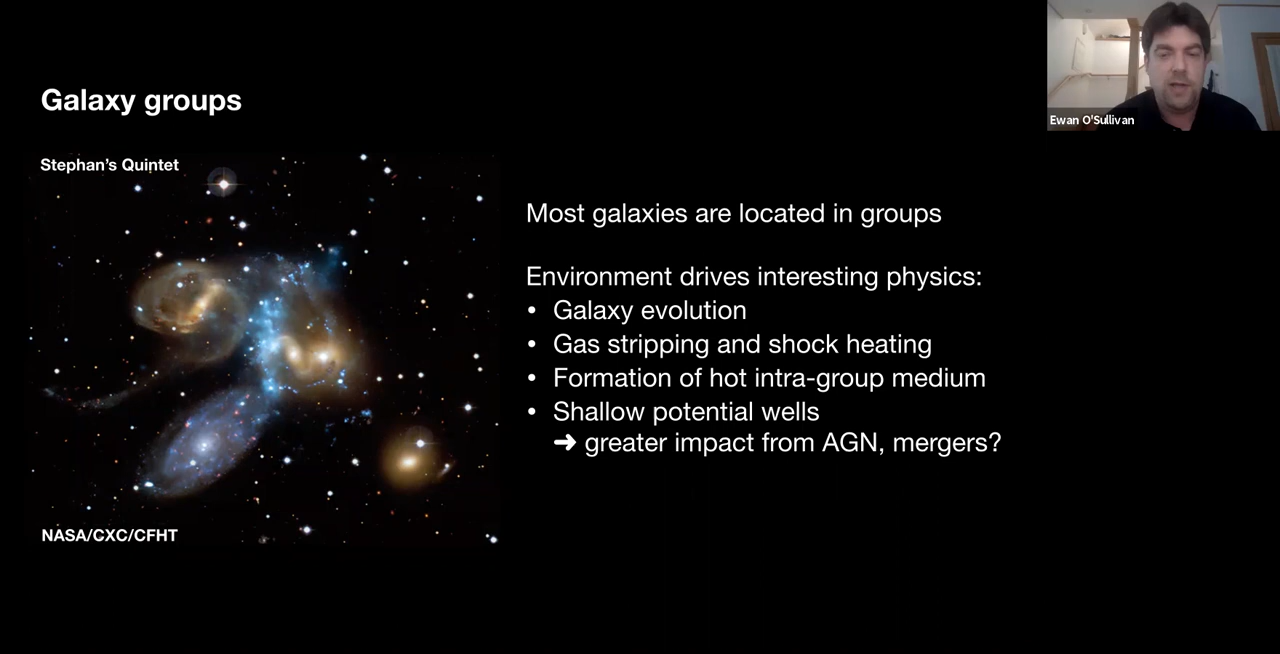 Ewan O'Sullivan
Galaxy groups
Stephan's Quintet
NASA/CXC/CFHT
Most galaxies are located in groups
Environment drives interesting physics:
• Galaxy evolution
• Gas stripping and shock heating
• Formation of hot intra-group medium
• Shallow potential wells
➜ greater impact from AGN, mergers?